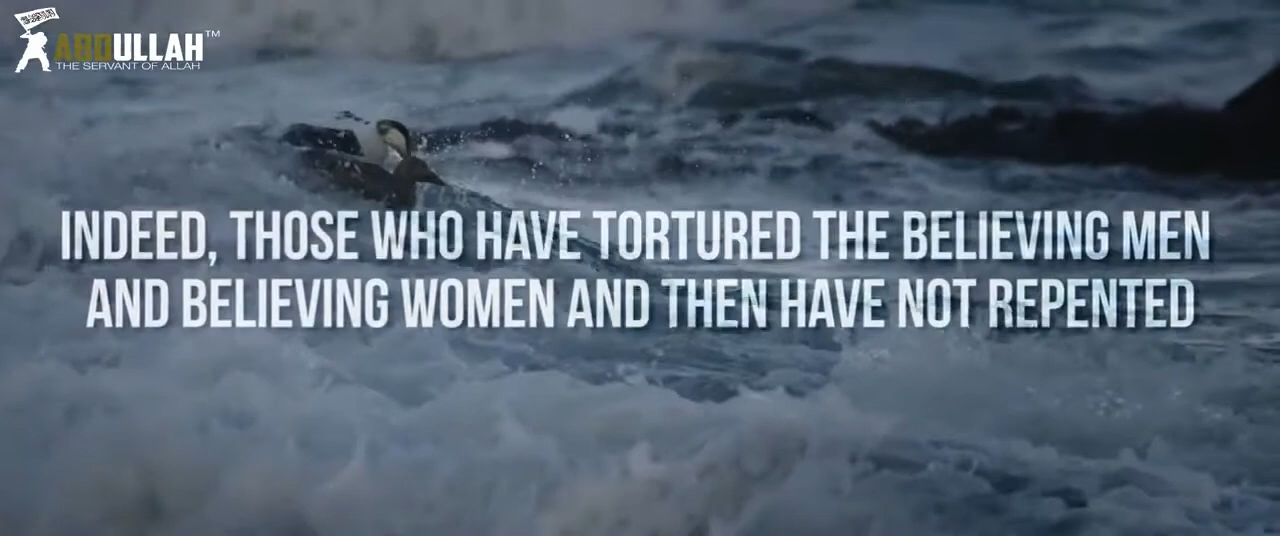 ABDULLAH™
THE SERVANT OF ALLAH
INDEED, THOSE WHO HAVE TORTURED THE BELIEVING MEN
AND BELIEVING WOMEN AND THEN HAVE NOT REPENTED